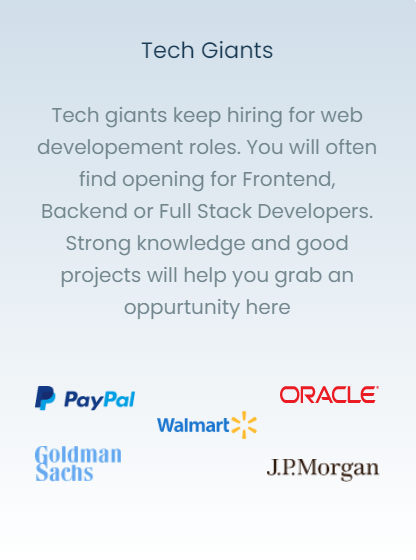 Tech Giants
Tech giants keep hiring for web
developement roles. You will often
find opening for Frontend,
Backend or Full Stack Developers.
Strong knowledge and good
projects will help you grab an
oppurtunity here
PayPal
ORACLE
Walmart
Goldman
Sachs
J.P.Morgan